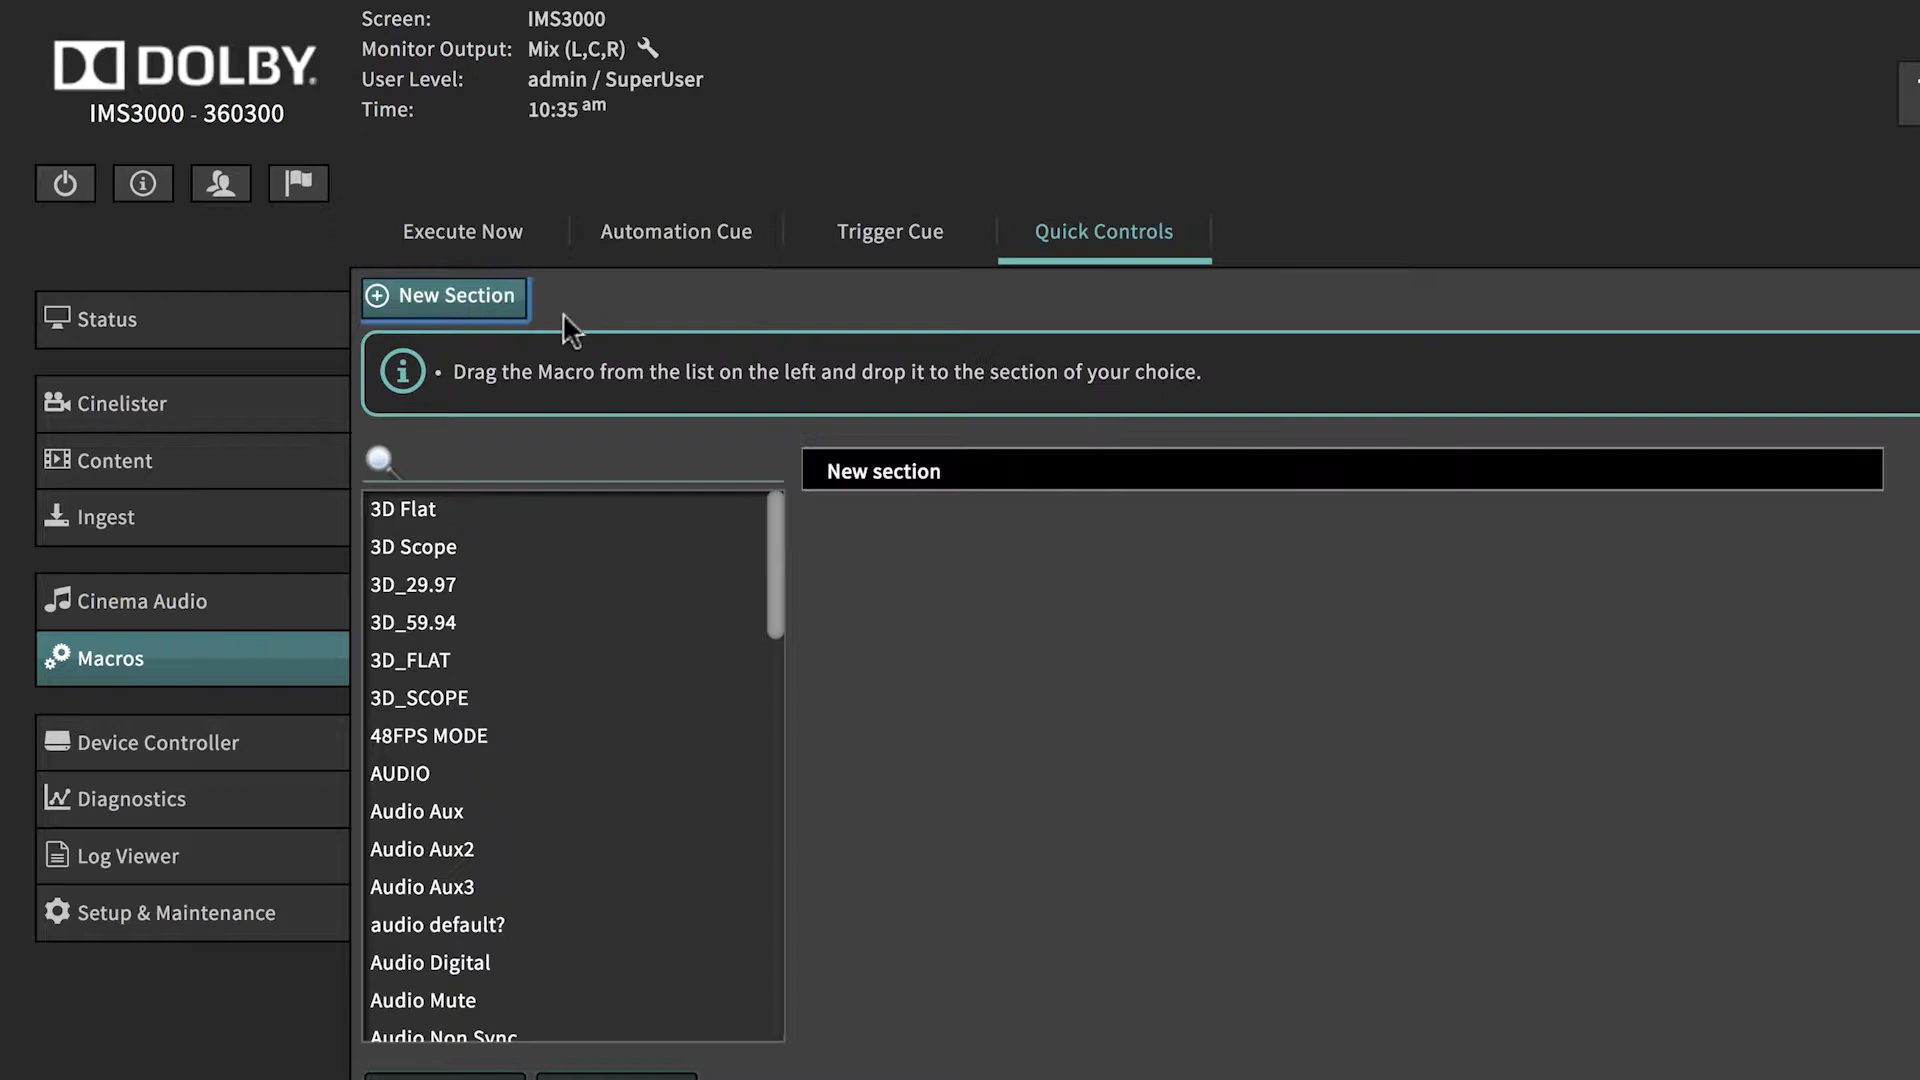 DOLBY
IMS3000 - 360300
Screen: IMS3000
Monitor Output: Mix (L,C,R)
User Level: admin / SuperUser
Time: 10:35 am
Execute Now
Automation Cue
Trigger Cue
Quick Controls
New Section
• Drag the Macro from the list on the left and drop it to the section of your choice.
Status
Cinelister
Content
Ingest
Cinema Audio
Macros
Device Controller
Diagnostics
Log Viewer
Setup & Maintenance
3D Flat
3D Scope
3D_29.97
3D_59.94
3D_FLAT
3D_SCOPE
48FPS MODE
AUDIO
Audio Aux
Audio Aux2
Audio Aux3
audio default?
Audio Digital
Audio Mute
Audio Non Sync
New section